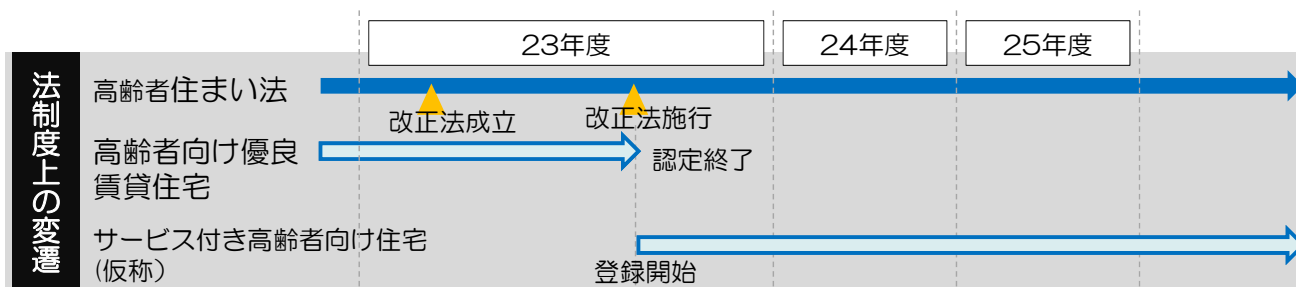 23年度
24年度
25年度
法制度上の変遷
高齢者住まい法
改正法成立
改正法施行
高齢者向け優良
賃貸住宅
認定終了
サービス付き高齢者向け住宅
(仮称)
登録開始